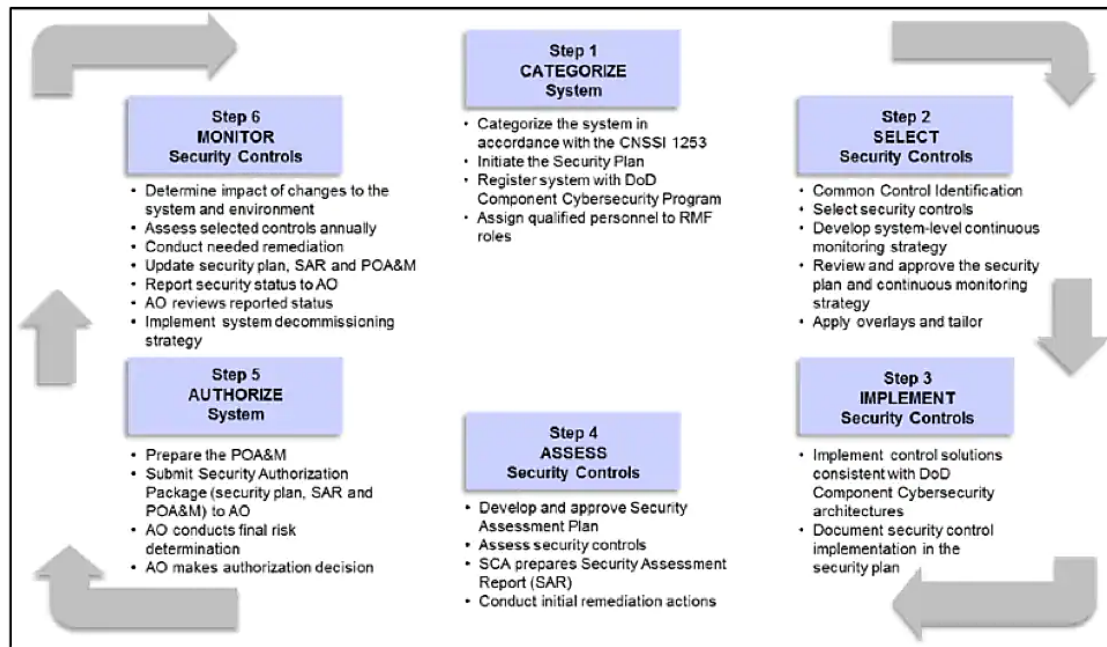 Step 1
CATEGORIZE
System
• Categorize the system in
accordance with the CNSSI 1253
• Initiate the Security Plan
• Register system with DoD
Component Cybersecurity Program
• Assign qualified personnel to RMF
roles
Step 2
SELECT
Security Controls
• Common Control Identification
• Select security controls
• Develop system-level continuous
monitoring strategy
• Review and approve the security
plan and continuous monitoring
strategy
• Apply overlays and tailor
Step 3
IMPLEMENT
Security Controls
• Implement control solutions
consistent with DoD
Component Cybersecurity
architectures
• Document security control
implementation in the
security plan
Step 4
ASSESS
Security Controls
• Develop and approve Security
Assessment Plan
• Assess security controls
• SCA prepares Security Assessment
Report (SAR)
• Conduct initial remediation actions
Step 5
AUTHORIZE
System
• Prepare the POA&M
• Submit Security Authorization
Package (security plan, SAR and
POA&M) to AO
• AO conducts final risk
determination
• AO makes authorization decision
Step 6
MONITOR
Security Controls
• Determine impact of changes to the
system and environment
• Assess selected controls annually
• Conduct needed remediation
• Update security plan, SAR and POA&M
• Report security status to AO
• AO reviews reported status
• Implement system decommissioning
strategy